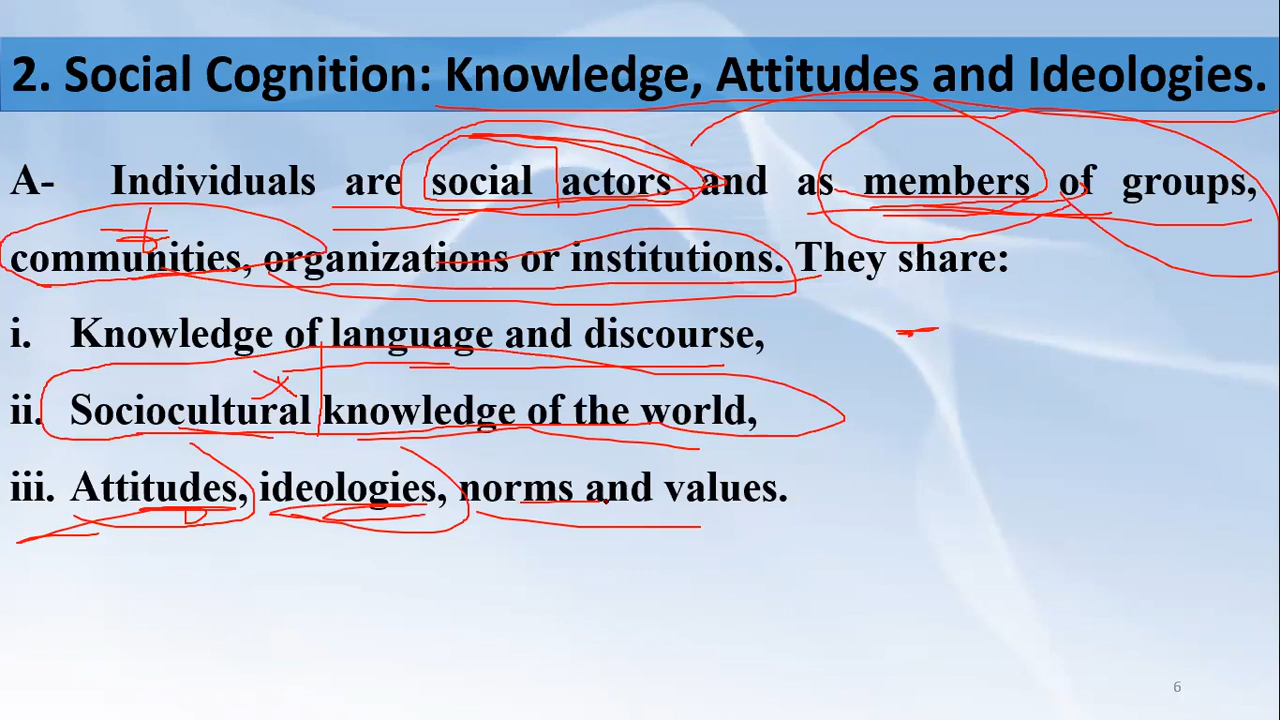 2. Social Cognition: Knowledge, Attitudes and Ideologies.
A- Individuals are social actors and as members of groups,
communities, organizations or institutions. They share:
i. Knowledge of language and discourse,
ii. Sociocultural knowledge of the world,
iii. Attitudes, ideologies, norms and values.
6